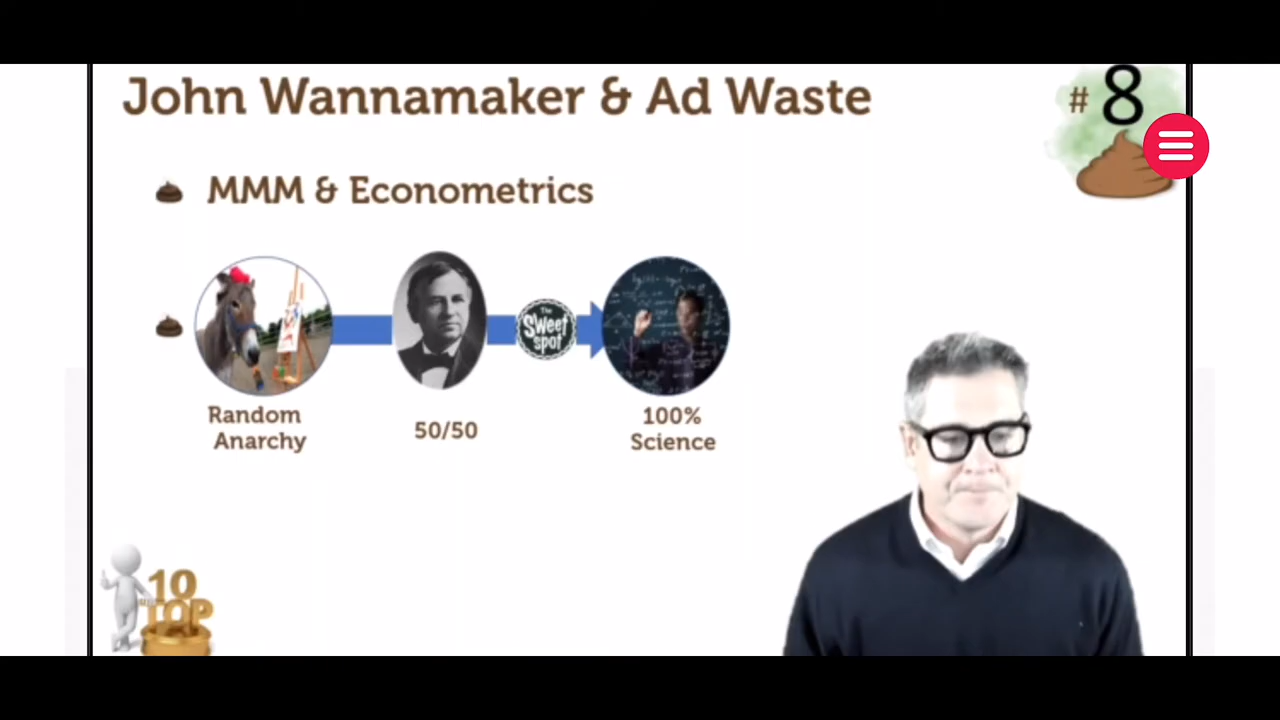 John Wannamaker & Ad Waste
# 8
MMM & Econometrics
The
Sweet
spot
Random
Anarchy
50/50
100%
Science
10
TOP